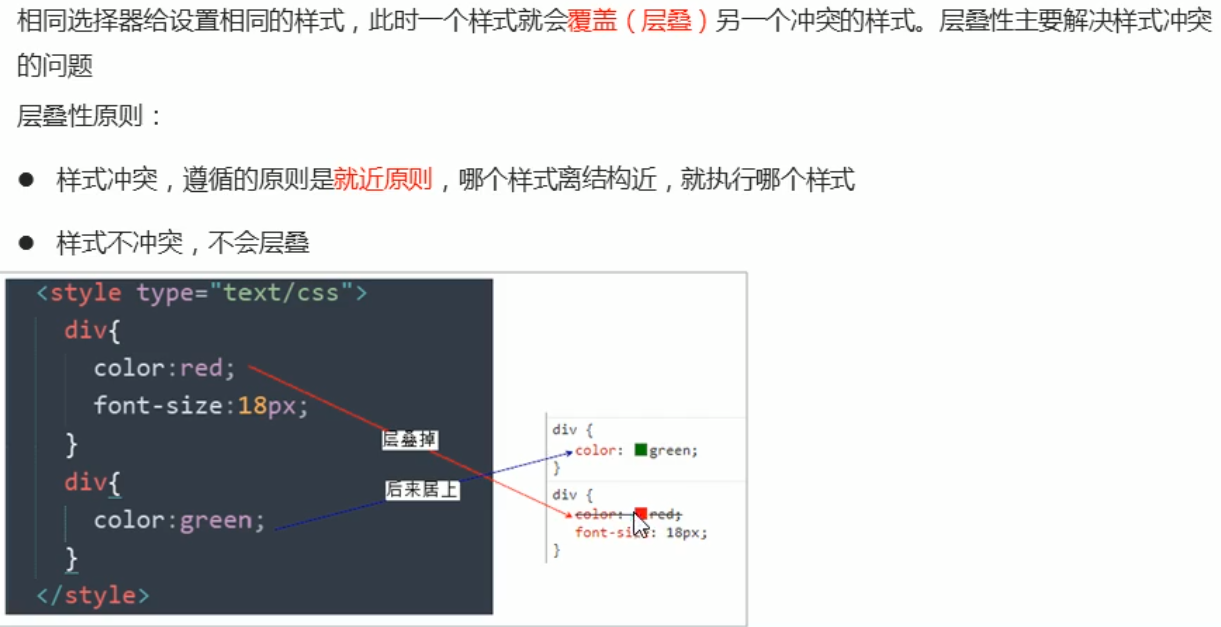 相同选择器给设置相同的样式，此时一个样式就会覆盖（层叠）另一个冲突的样式。层叠性主要解决样式冲突
的问题
层叠性原则：
● 样式冲突，遵循的原则是就近原则，哪个样式离结构近，就执行哪个样式
● 样式不冲突，不会层叠
<style type="text/css">
div{
color:red;
font-size:18px;
}
div{
color:green;
}
</style>
层叠掉
后来居上
div {
color: green;
}
div {
color: red;
font-size: 18px;
}